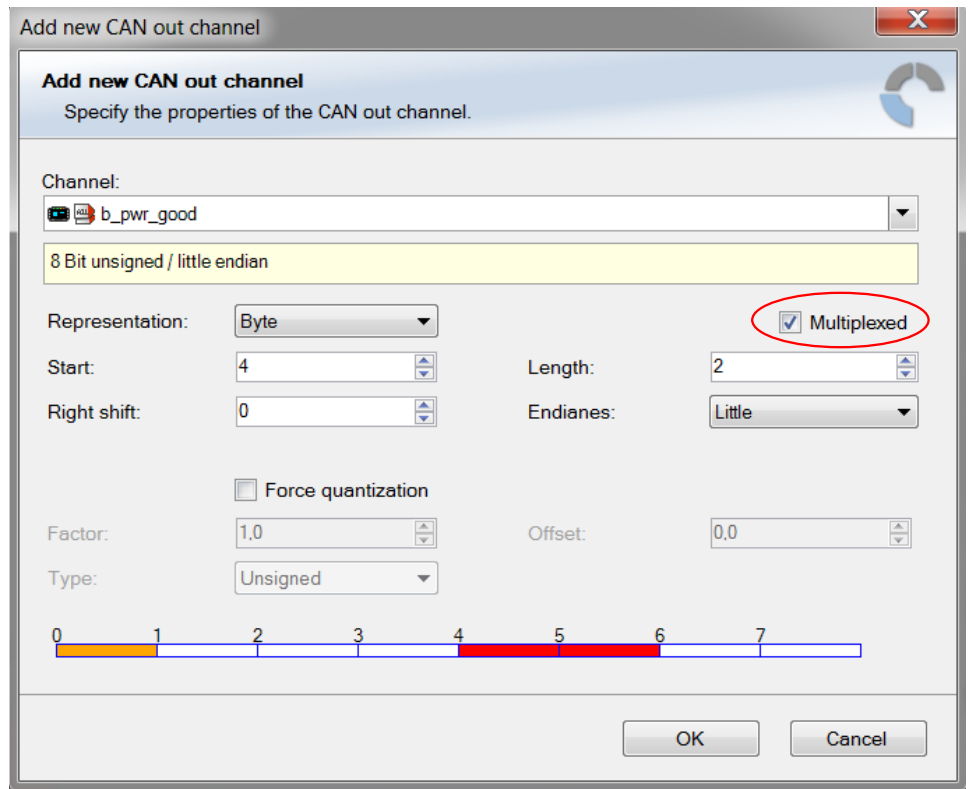 Add new CAN out channel
Add new CAN out channel
Specify the properties of the CAN out channel.
Channel:
b_pwr_good
8 Bit unsigned / little endian
Representation: Byte Multiplexed
Start: 4 Length: 2
Right shift: 0 Endianes: Little
Force quantization
Factor: 1,0 Offset: 0,0
Type: Unsigned
0 1 2 3 4 5 6 7
OK Cancel